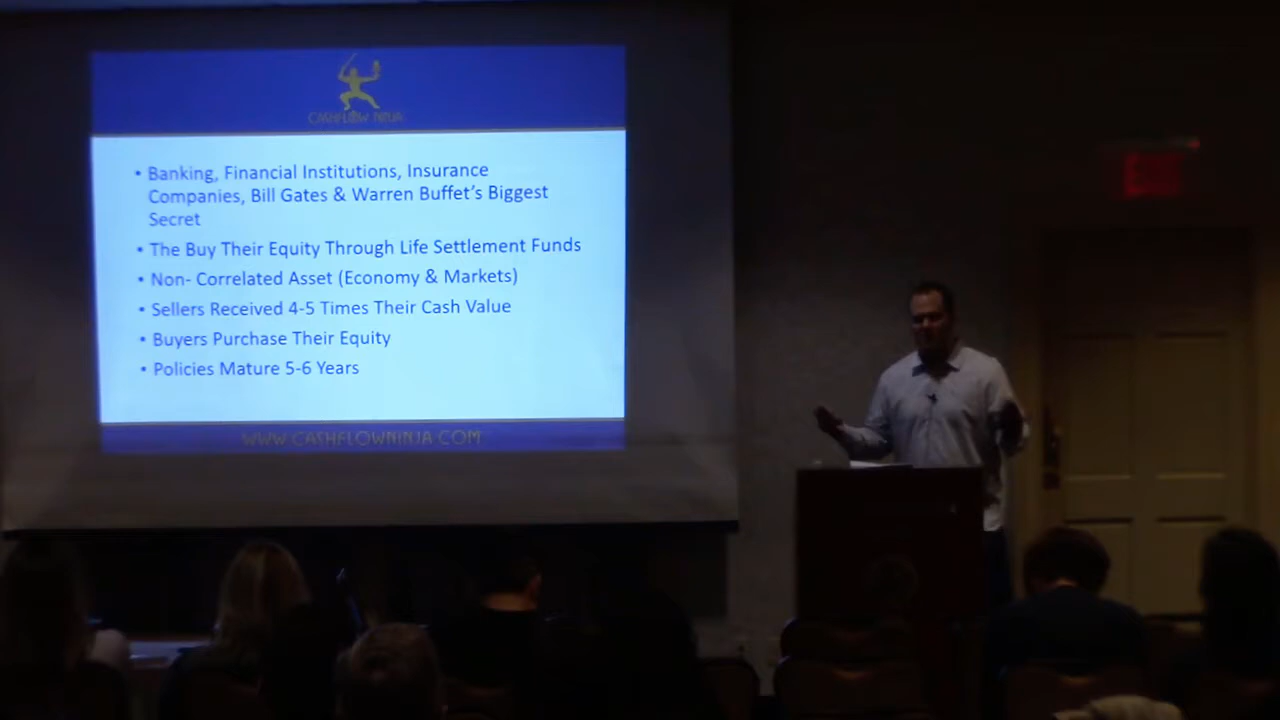 CASHFLOW NINJA
• Banking, Financial Institutions, Insurance
Companies, Bill Gates & Warren Buffet's Biggest
Secret
• The Buy Their Equity Through Life Settlement Funds
• Non- Correlated Asset (Economy & Markets)
• Sellers Received 4-5 Times Their Cash Value
• Buyers Purchase Their Equity
• Policies Mature 5-6 Years
WWW.CASHFLOWNINJA.COM